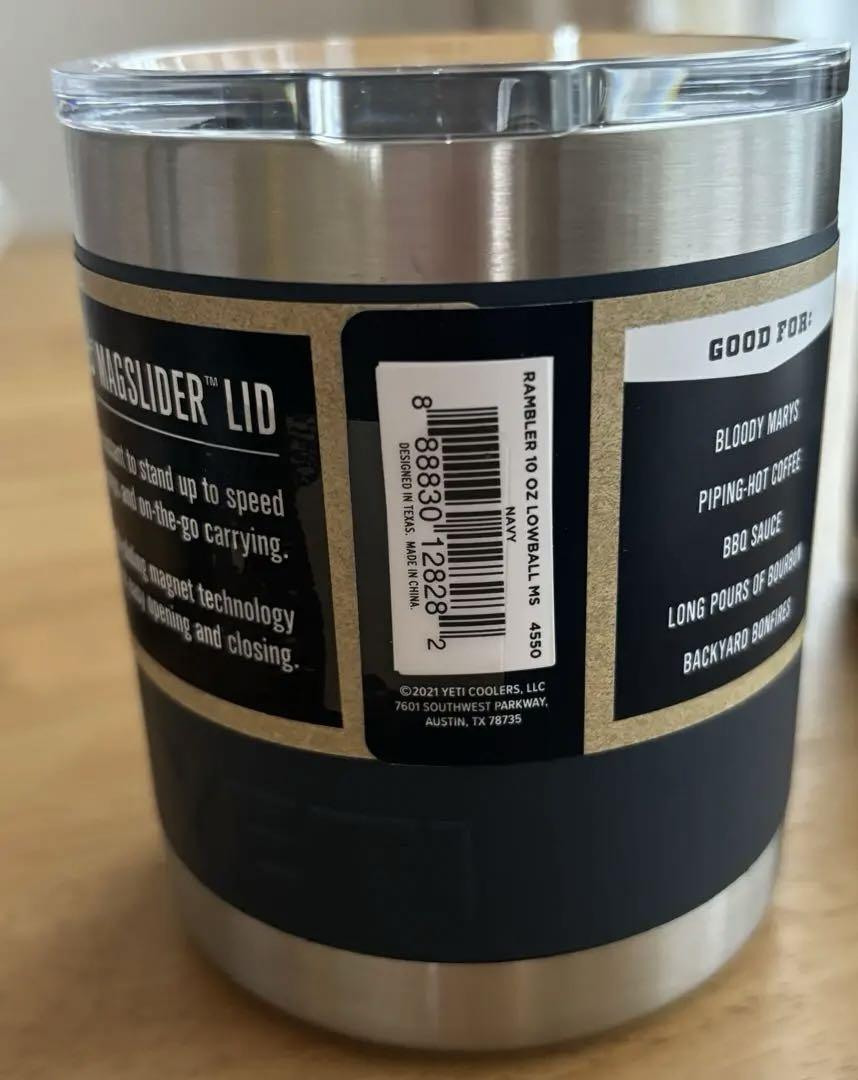 MAGSLIDER™ LID
to stand up to speed
and on-the-go carrying.
magnet technology
opening and closing.
RAMBLER 10 OZ LOWBALL MS 4550
NAVY
8 88830 12828 2
DESIGNED IN TEXAS. MADE IN CHINA.
©2021 YETI COOLERS, LLC
7601 SOUTHWEST PARKWAY,
AUSTIN, TX 78735
GOOD FOR:
BLOODY MARYS
PIPING-HOT COFFEE
BBQ SAUCE
LONG POURS OF BOURBON
BACKYARD BONFIRES
YETI